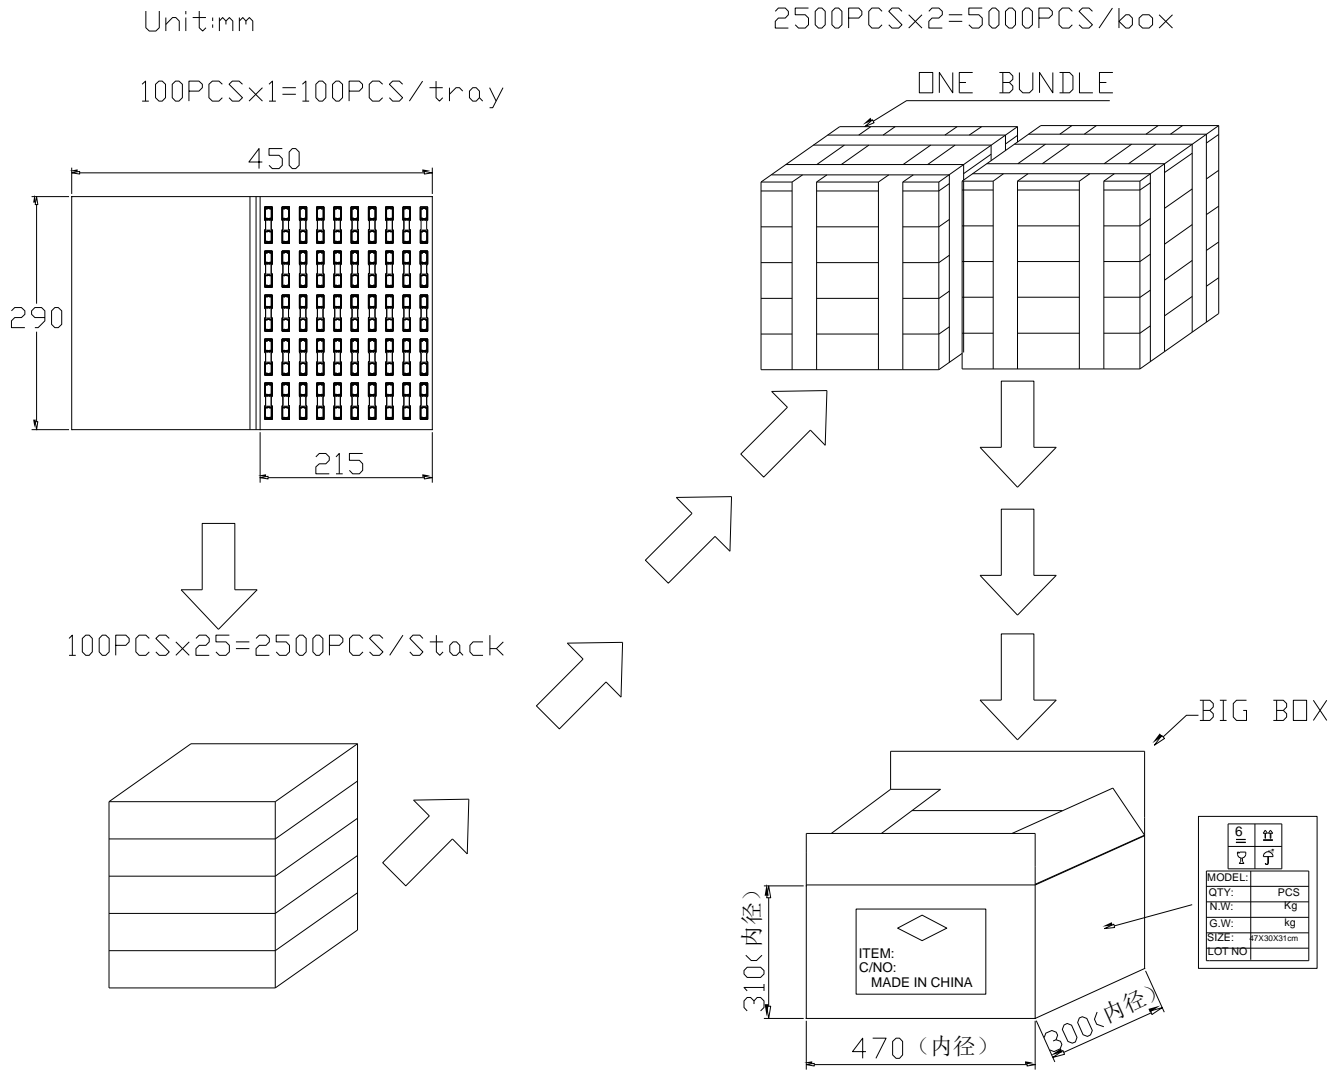 Unit:mm
100PCSx1=100PCS/tray
450
290
215
100PCSx25=2500PCS/Stack
2500PCSx2=5000PCS/box
ONE BUNDLE
BIG BOX
310(内径)
ITEM:
C/NO:
MADE IN CHINA
470（内径）
300(内径)
6
MODEL:
QTY: PCS
N.W: Kg
G.W: kg
SIZE: 47X30X31cm
LOT NO